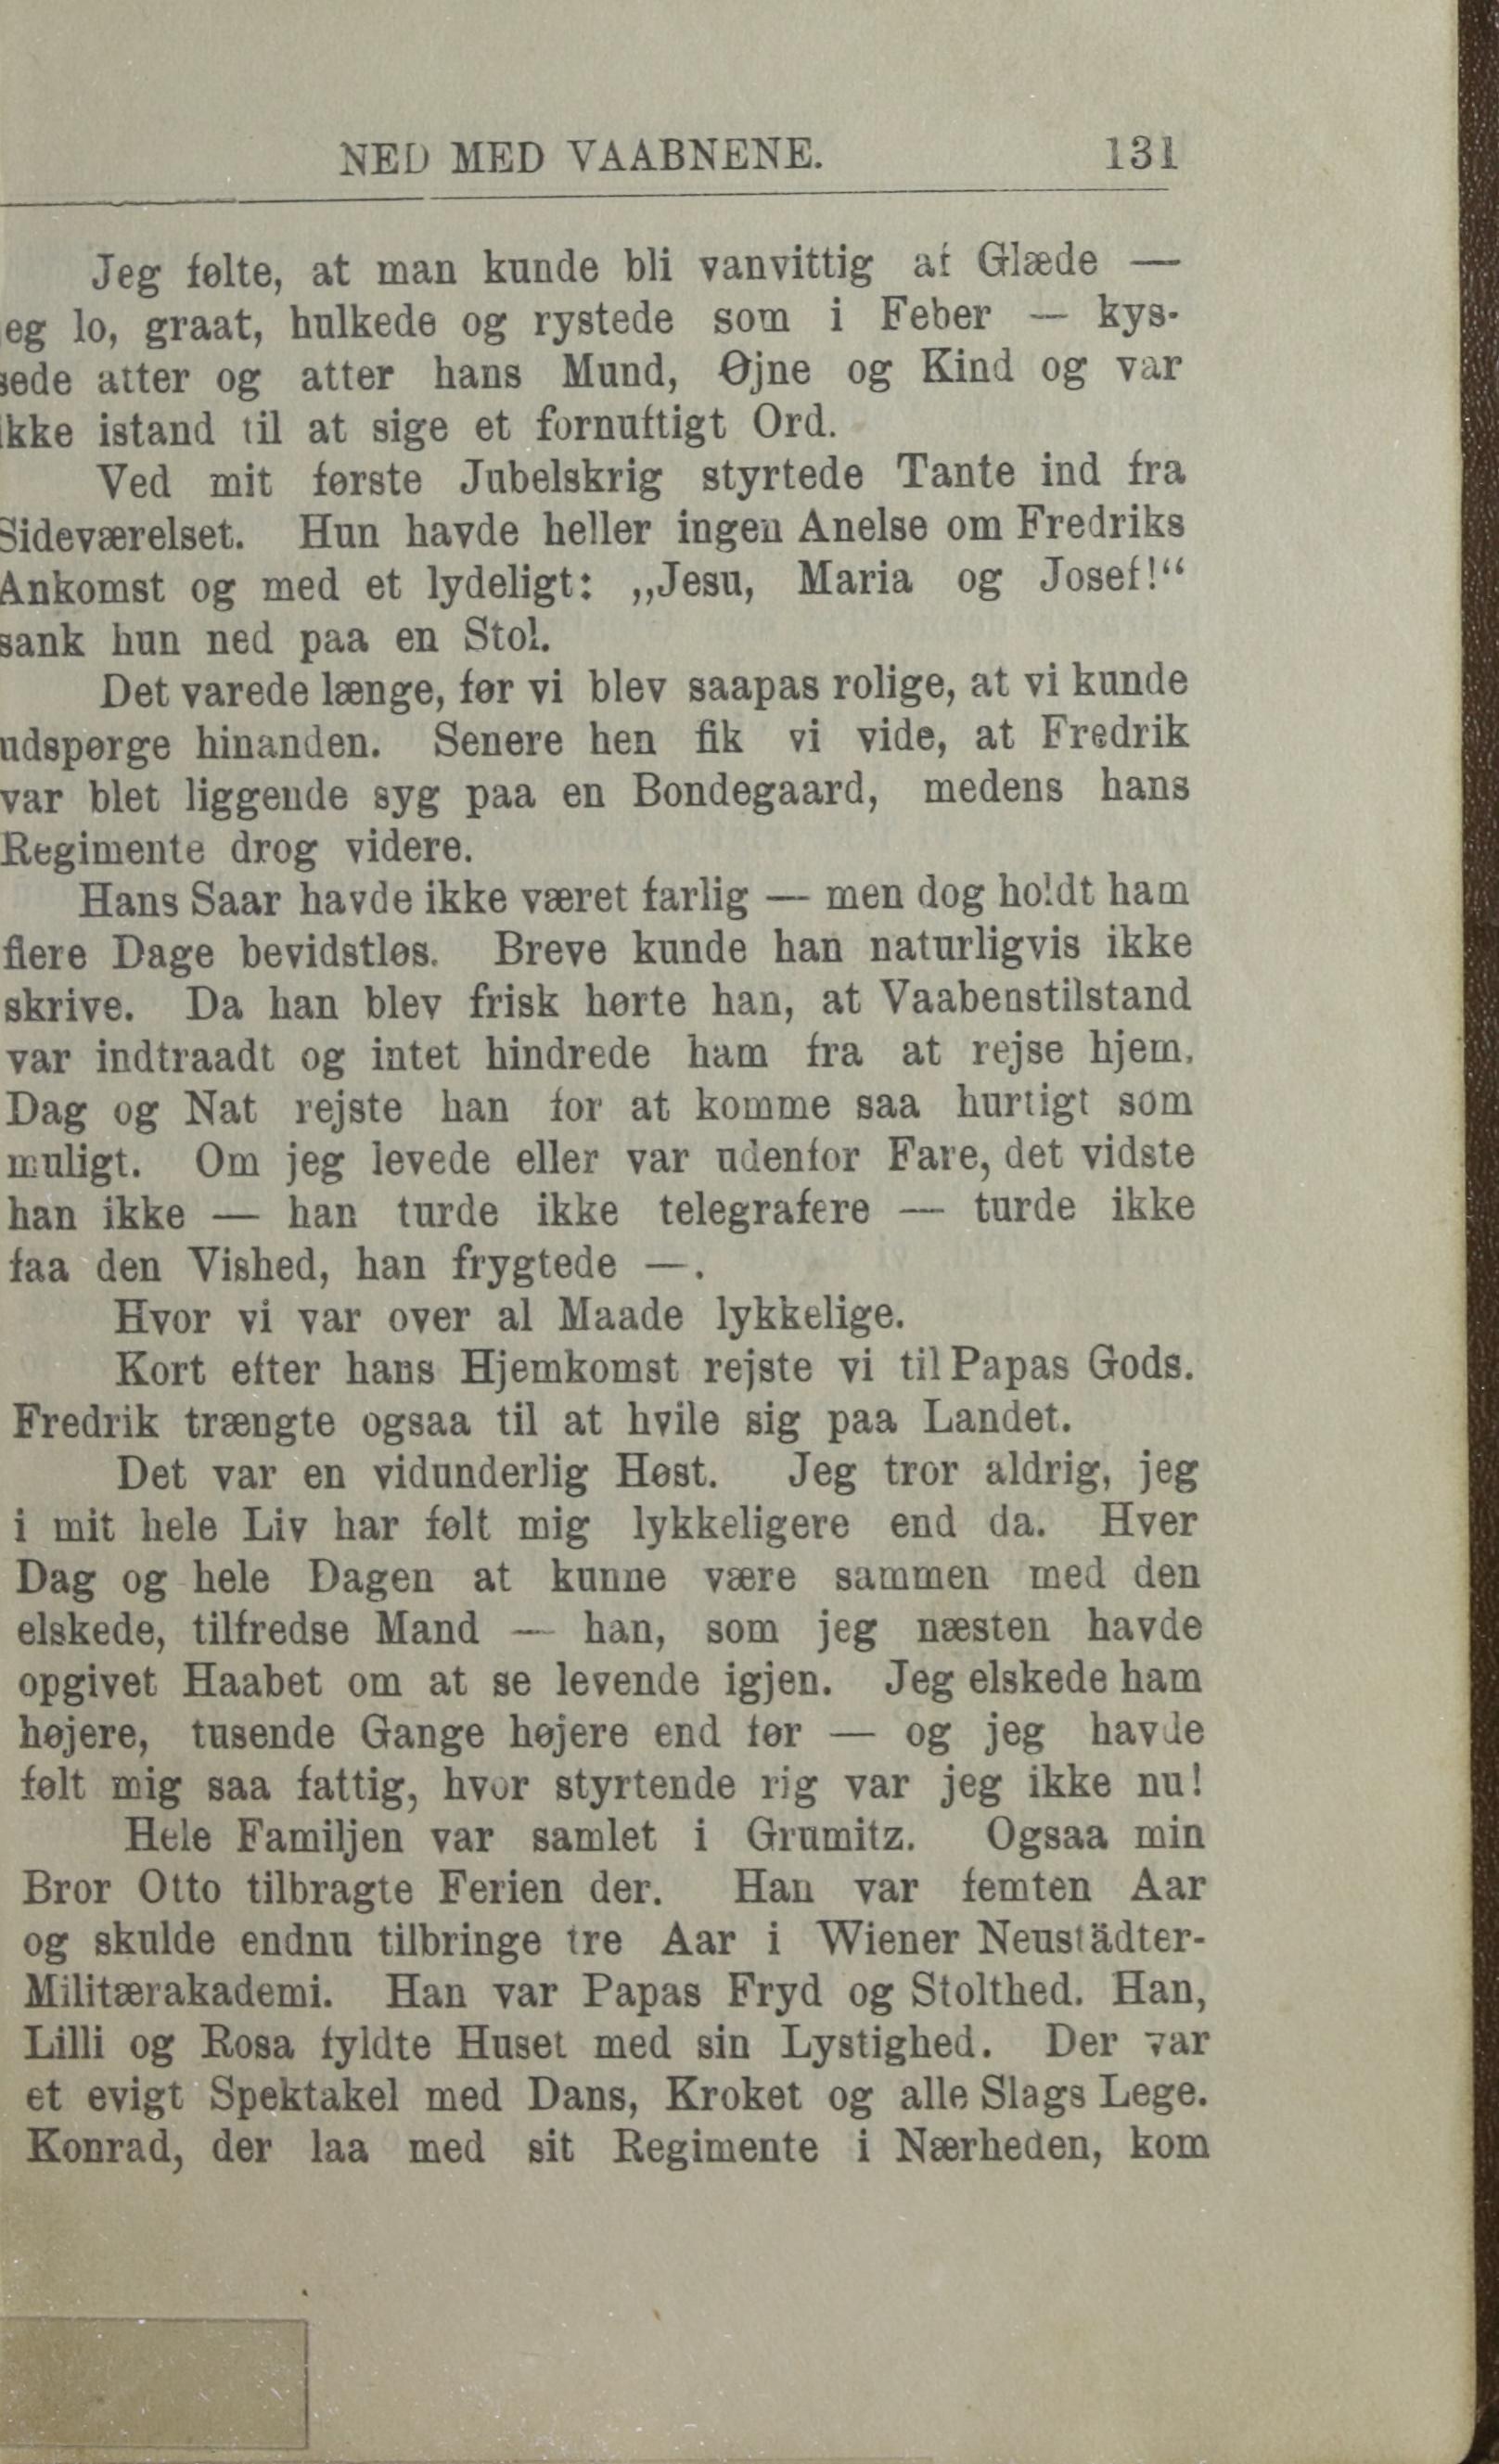 NED MED VAABNENE. 131
Jeg følte, at man kunde bli vanvittig af Glæde —
jeg lo, graat, hulkede og rystede som i Feber — kys-
sede atter og atter hans Mund, Øjne og Kind og var
ikke istand til at sige et fornuftigt Ord.
Ved mit første Jubelskrig styrtede Tante ind fra
Sideværelset. Hun havde heller ingen Anelse om Fredriks
Ankomst og med et lydeligt: „Jesu, Maria og Josef!“
sank hun ned paa en Stol.
Det varede længe, før vi blev saapas rolige, at vi kunde
udspørge hinanden. Senere hen fik vi vide, at Fredrik
var blet liggende syg paa en Bondegaard, medens hans
Regimente drog videre.
Hans Saar havde ikke været farlig — men dog holdt ham
flere Dage bevidstløs. Breve kunde han naturligvis ikke
skrive. Da han blev frisk hørte han, at Vaabenstilstand
var indtraadt og intet hindrede ham fra at rejse hjem.
Dag og Nat rejste han for at komme saa hurtigt som
muligt. Om jeg levede eller var udenfor Fare, det vidste
han ikke — han turde ikke telegrafere — turde ikke
faa den Vished, han frygtede —.
Hvor vi var over al Maade lykkelige.
Kort efter hans Hjemkomst rejste vi til Papas Gods.
Fredrik trængte ogsaa til at hvile sig paa Landet.
Det var en vidunderlig Høst. Jeg tror aldrig, jeg
i mit hele Liv har følt mig lykkeligere end da. Hver
Dag og hele Dagen at kunne være sammen med den
elskede, tilfredse Mand — han, som jeg næsten havde
opgivet Haabet om at se levende igjen. Jeg elskede ham
højere, tusende Gange højere end før — og jeg havde
følt mig saa fattig, hvor styrtende rig var jeg ikke nu!
Hele Familjen var samlet i Grumitz. Ogsaa min
Bror Otto tilbragte Ferien der. Han var femten Aar
og skulde endnu tilbringe tre Aar i Wiener Neustädter-
Militærakademi. Han var Papas Fryd og Stolthed. Han,
Lilli og Rosa fyldte Huset med sin Lystighed. Der var
et evigt Spektakel med Dans, Kroket og alle Slags Lege.
Konrad, der laa med sit Regimente i Nærheden, kom